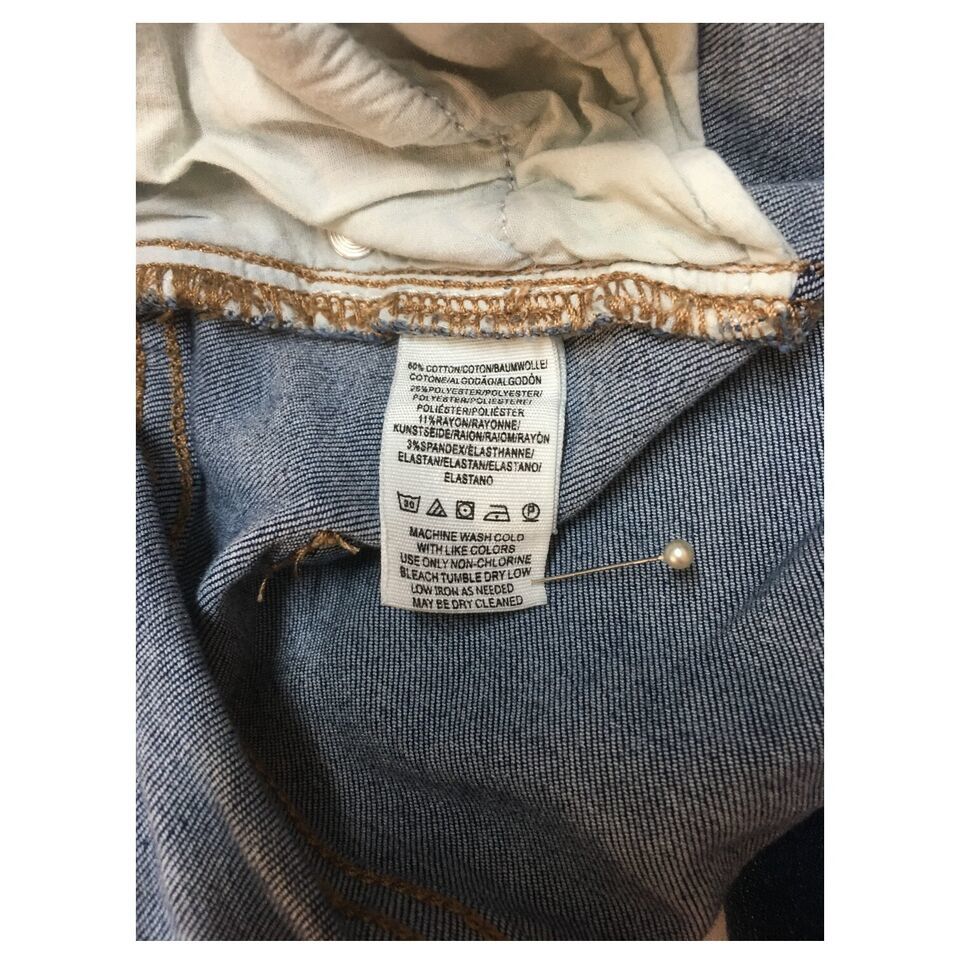 60% COTTON/COTON/BAUMWOLLE/
COTONE/ALGODÃO/ALGODÓN
26%POLYESTER/POLYESTER/
POLYESTER/POLIESTERE/
POLIÉSTER/POLIÉSTER
11%RAYON/RAYONNE/
KUNSTSEIDE/RAION/RAIOM/RAYÓN
3%SPANDEX/ÉLASTHANNE/
ELASTAN/ELASTAN/ELASTANO/
ELASTANO
30 P
MACHINE WASH COLD
WITH LIKE COLORS
USE ONLY NON-CHLORINE
BLEACH TUMBLE DRY LOW
LOW IRON AS NEEDED
MAY BE DRY CLEANED